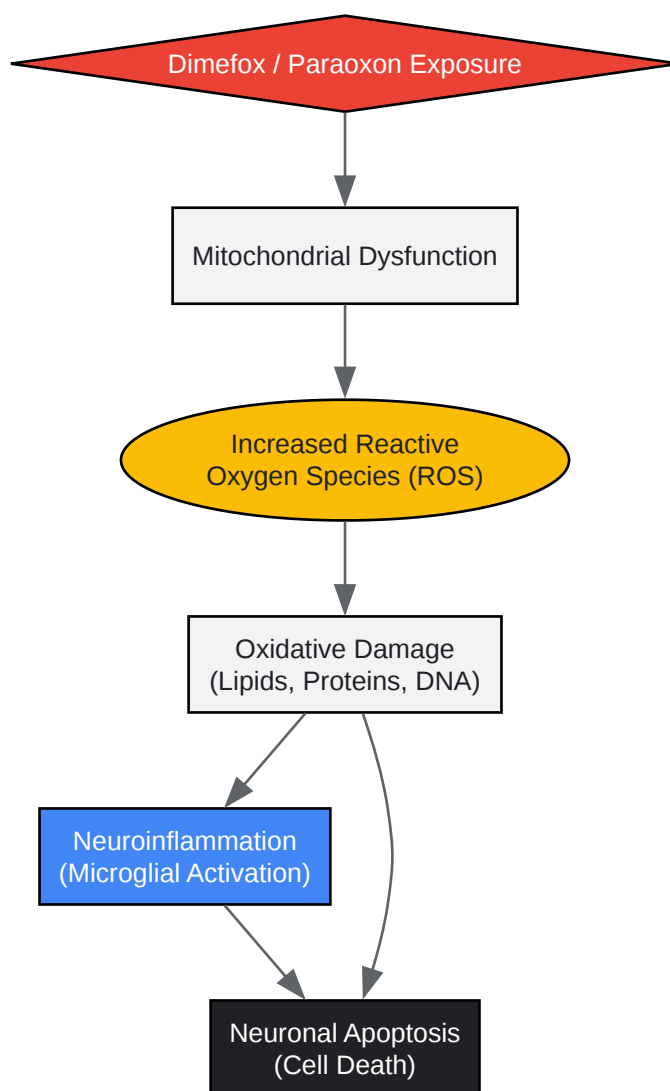 Dimefox / Paraoxon Exposure
Mitochondrial Dysfunction
Increased Reactive
Oxygen Species (ROS)
Oxidative Damage
(Lipids, Proteins, DNA)
Neuroinflammation
(Microglial Activation)
Neuronal Apoptosis
(Cell Death)